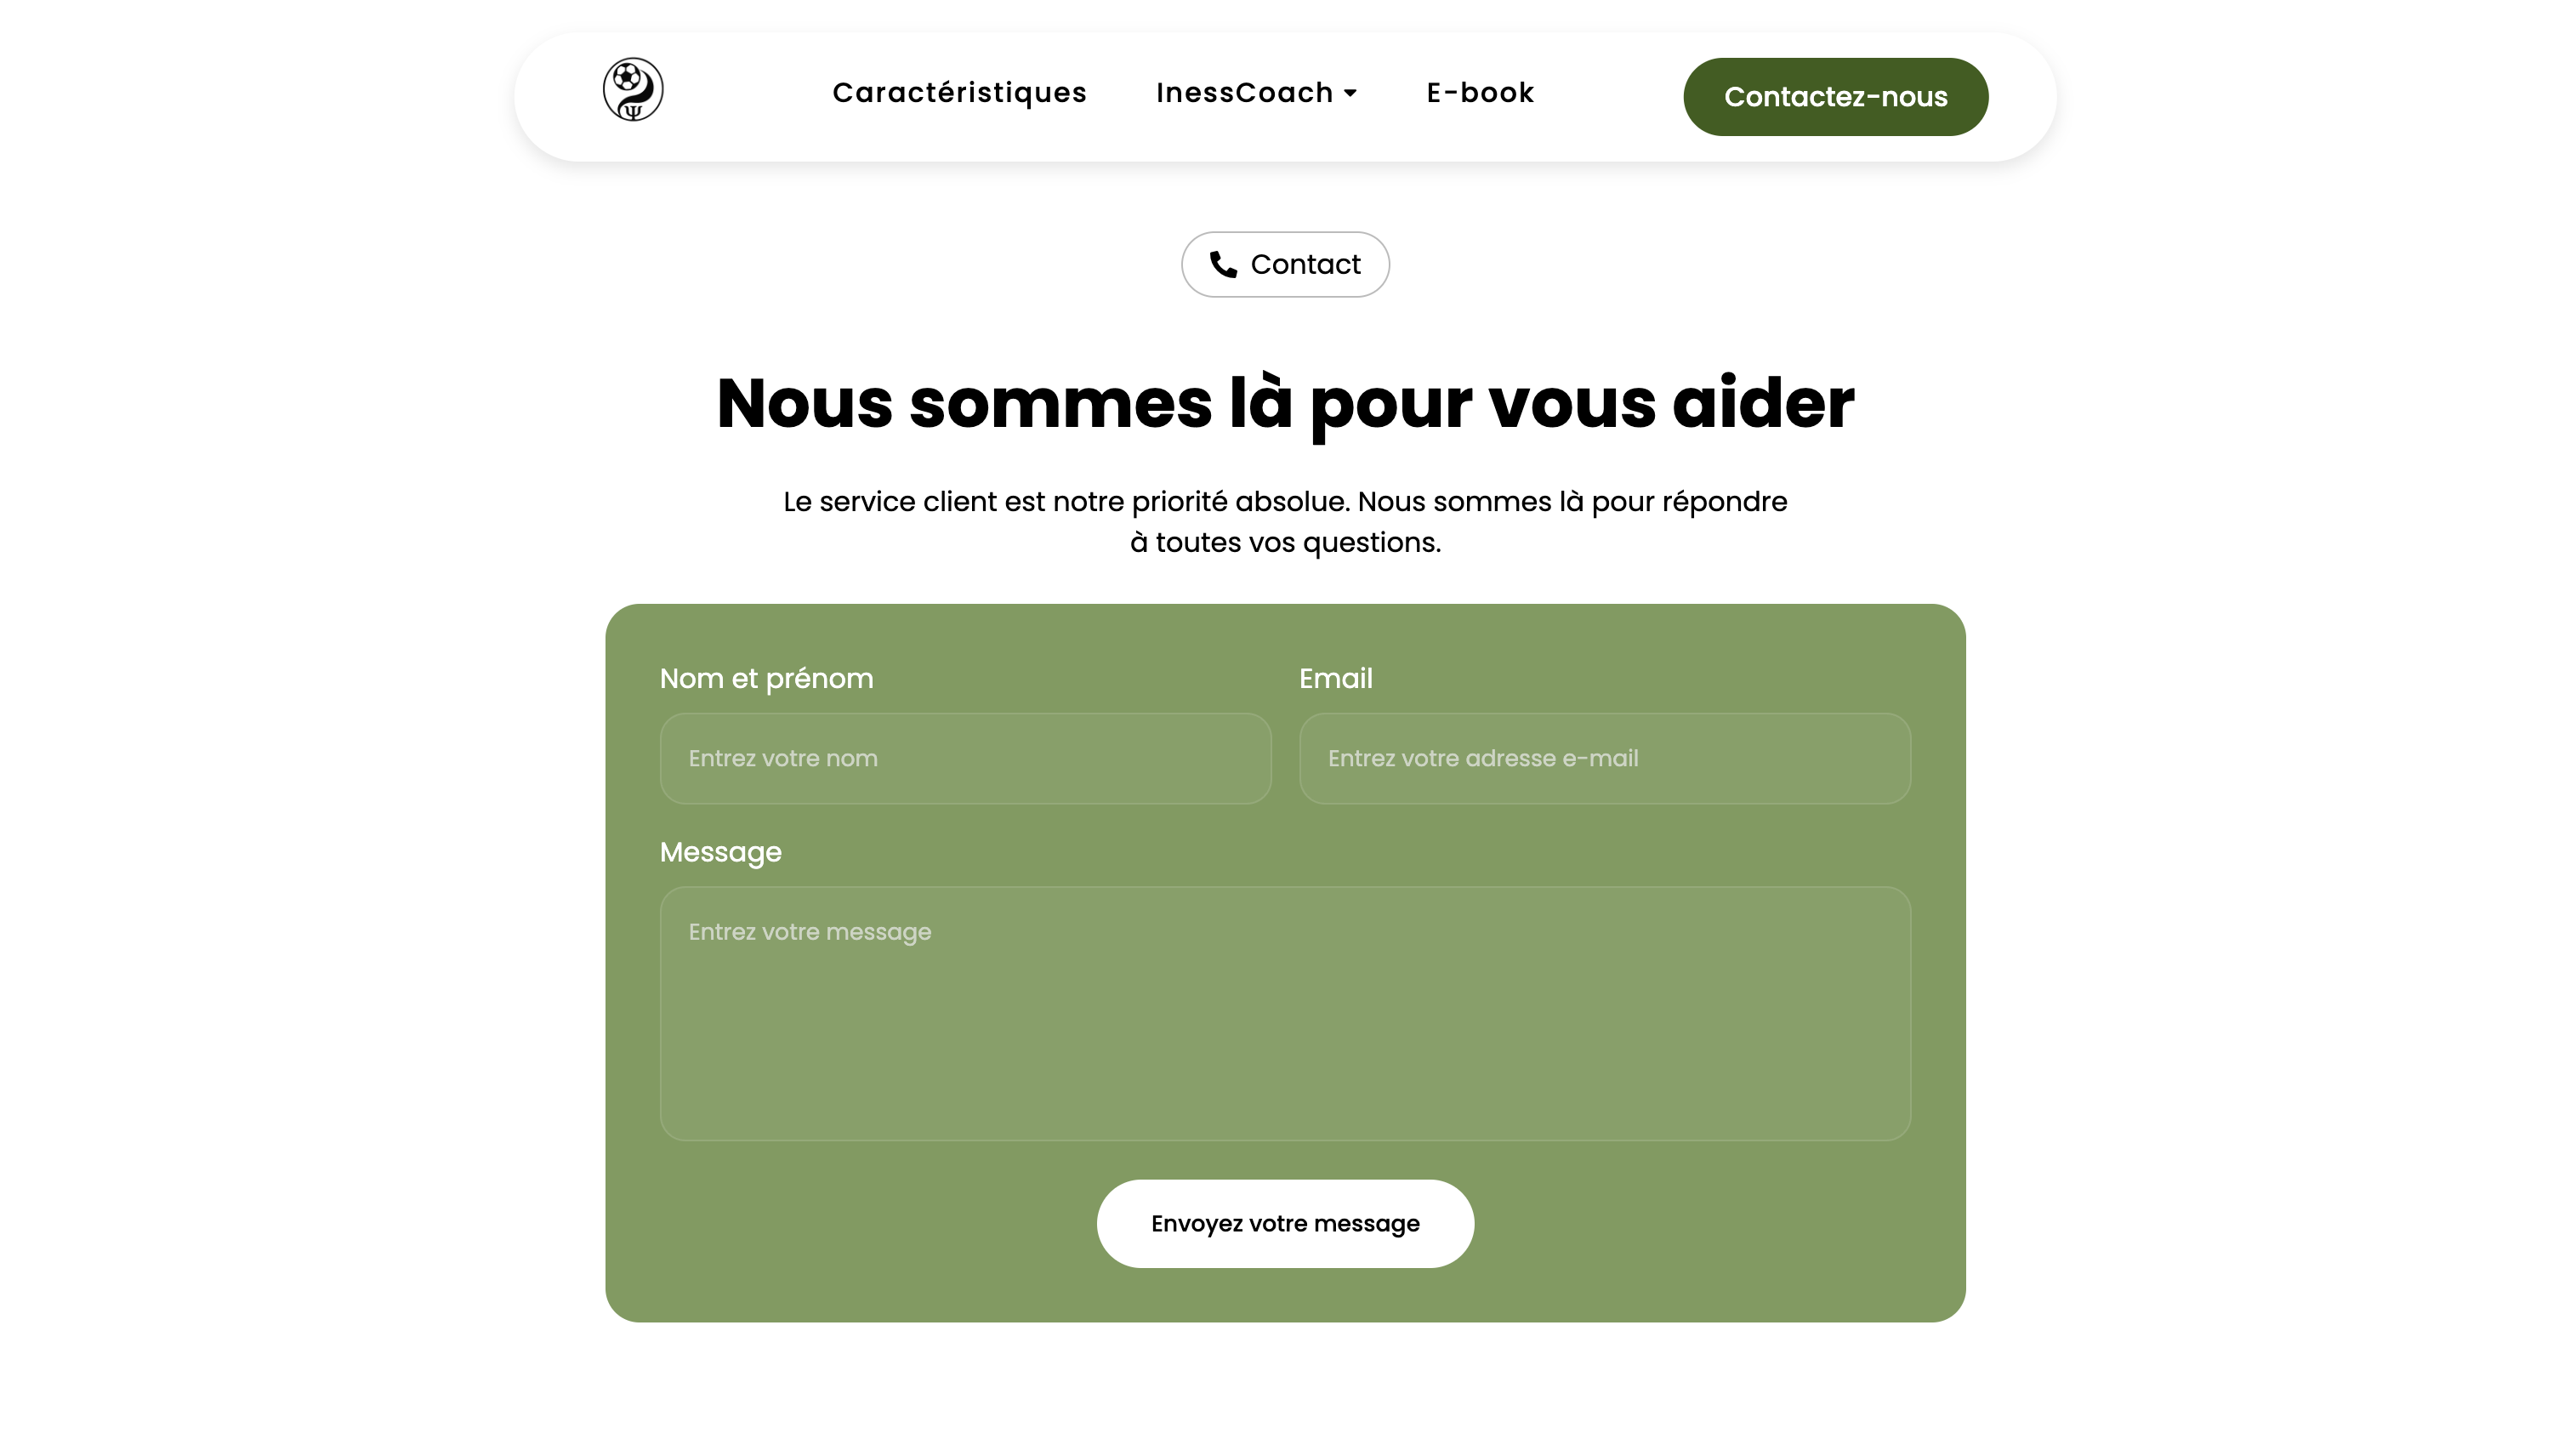 Caractéristiques
InessCoach
E-book
Contactez-nous
Contact
Nous sommes là pour vous aider
Le service client est notre priorité absolue. Nous sommes là pour répondre
à toutes vos questions.
Nom et prénom
Email
Entrez votre nom
Entrez votre adresse e-mail
Message
Entrez votre message
Envoyez votre message